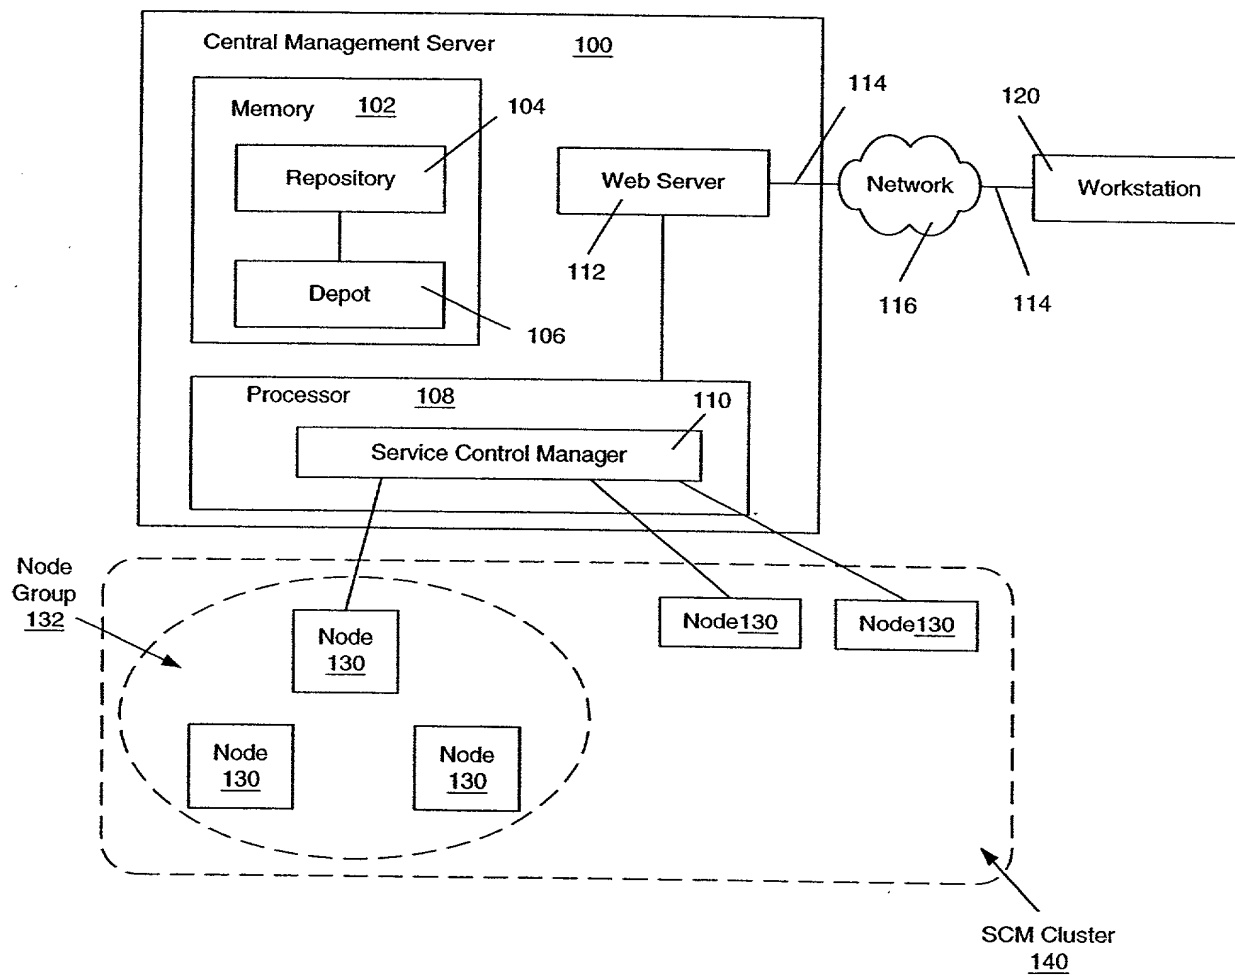 Central Management Server 100
Memory 102
104
Repository
Depot
106
Web Server
112
114
Network
116
114
120
Workstation
Processor 108
110
Service Control Manager
Node
Group
132
Node
130
Node
130
Node
130
Node130
Node130
SCM Cluster
140